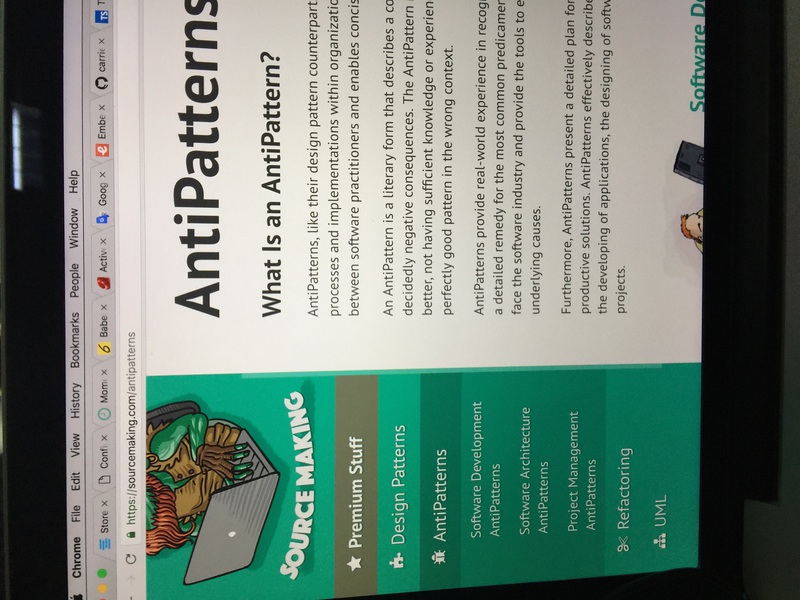 Chrome File Edit View History Bookmarks People Window Help
Store Confi Mom Babe Activ Goog Embe carrie TS
https://sourcemaking.com/antipatterns
SOURCE MAKING
Premium Stuff
Design Patterns
AntiPatterns
Software Development
AntiPatterns
Software Architecture
AntiPatterns
Project Management
AntiPatterns
Refactoring
UML
AntiPatterns
What Is an AntiPattern?
AntiPatterns, like their design pattern counterpart
processes and implementations within organizatio
between software practitioners and enables concis
An AntiPattern is a literary form that describes a co
decidedly negative consequences. The AntiPattern
better, not having sufficient knowledge or experien
perfectly good pattern in the wrong context.
AntiPatterns provide real-world experience in recog
a detailed remedy for the most common predicamen
face the software industry and provide the tools to e
underlying causes.
Furthermore, AntiPatterns present a detailed plan for
productive solutions. AntiPatterns effectively describe
the developing of applications, the designing of softw
projects.
Software De